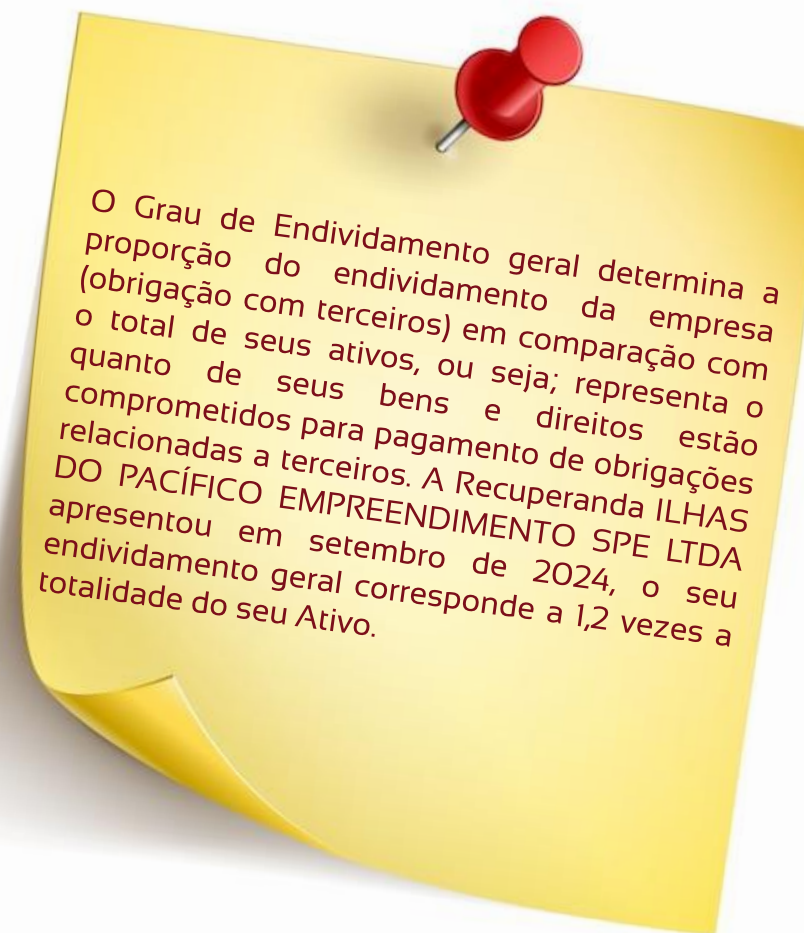 O Grau de Endividamento geral determina a
proporção do endividamento da empresa
(obrigação com terceiros) em comparação com
o total de seus ativos, ou seja; representa o
quanto de seus bens e direitos estão
comprometidos para pagamento de obrigações
relacionadas a terceiros. A Recuperanda ILHAS
DO PACÍFICO EMPREENDIMENTO SPE LTDA
apresentou em setembro de 2024, o seu
endividamento geral corresponde a 1,2 vezes a
totalidade do seu Ativo.